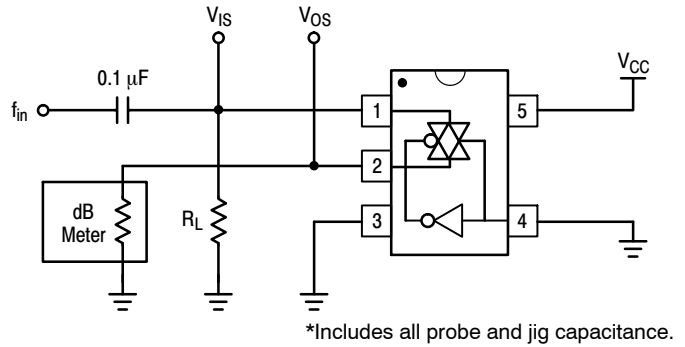 V_IS
V_OS
0.1 μF
V_CC
f_in
1
5
2
dB
Meter
R_L
3
4
*Includes all probe and jig capacitance.